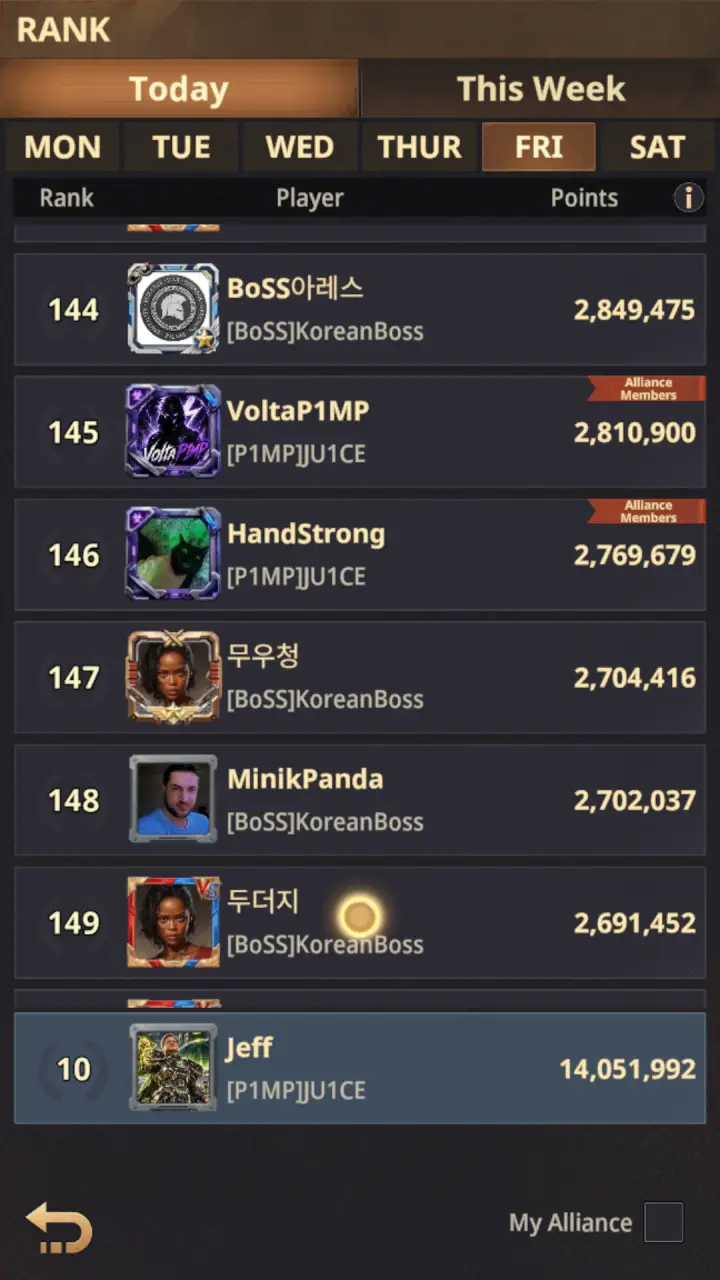 RANK
Today
This Week
MON
TUE
WED
THUR
FRI
SAT
Rank
Player
Points
144
BoSS아레스
[BoSS]KoreanBoss
2,849,475
145
VoltaP1MP
[P1MP]JU1CE
Alliance
Members
2,810,900
Volta P1MP
146
HandStrong
[P1MP]JU1CE
Alliance
Members
2,769,679
147
무우청
[BoSS]KoreanBoss
2,704,416
148
MinikPanda
[BoSS]KoreanBoss
2,702,037
149
VS
두더지
[BoSS]KoreanBoss
2,691,452
10
Jeff
[P1MP]JU1CE
14,051,992
My Alliance